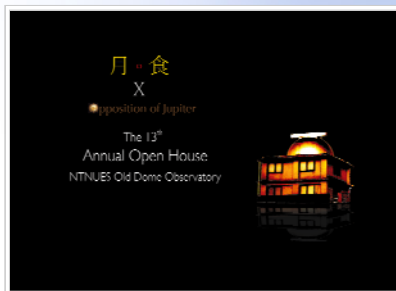 月 食
X
Opposition of Jupiter
The 13th
Annual Open House
NTNUES Old Dome Observatory